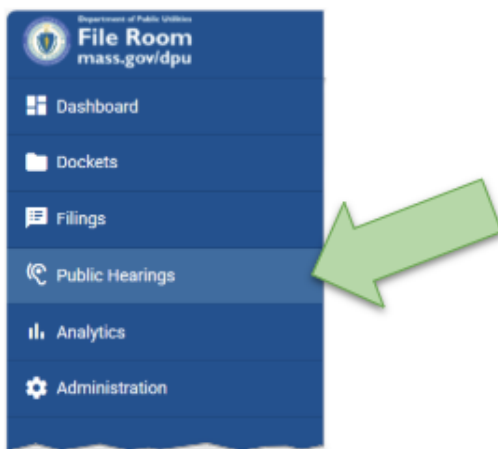 Department of Public Utilities
File Room
mass.gov/dpu
Dashboard
Dockets
Filings
Public Hearings
Analytics
Administration